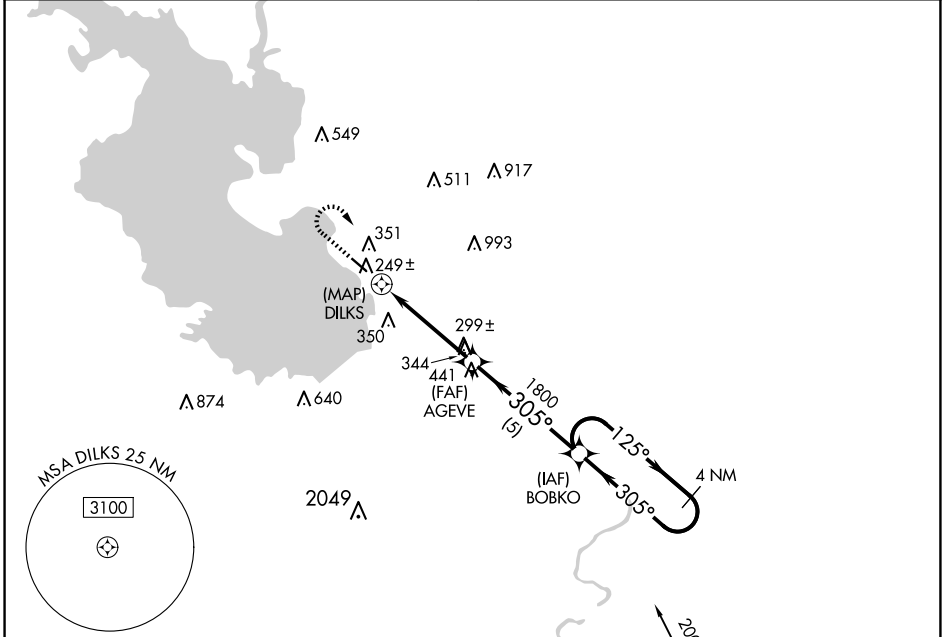 549
511
917
351
993
249±
(MAP)
DILKS
350
299±
344
441
(FAF)
AGEVE
1800
305°
(5)
874
640
125°
4 NM
(IAF)
BOBKO
305°
MSA DILKS 25 NM
3100
2049